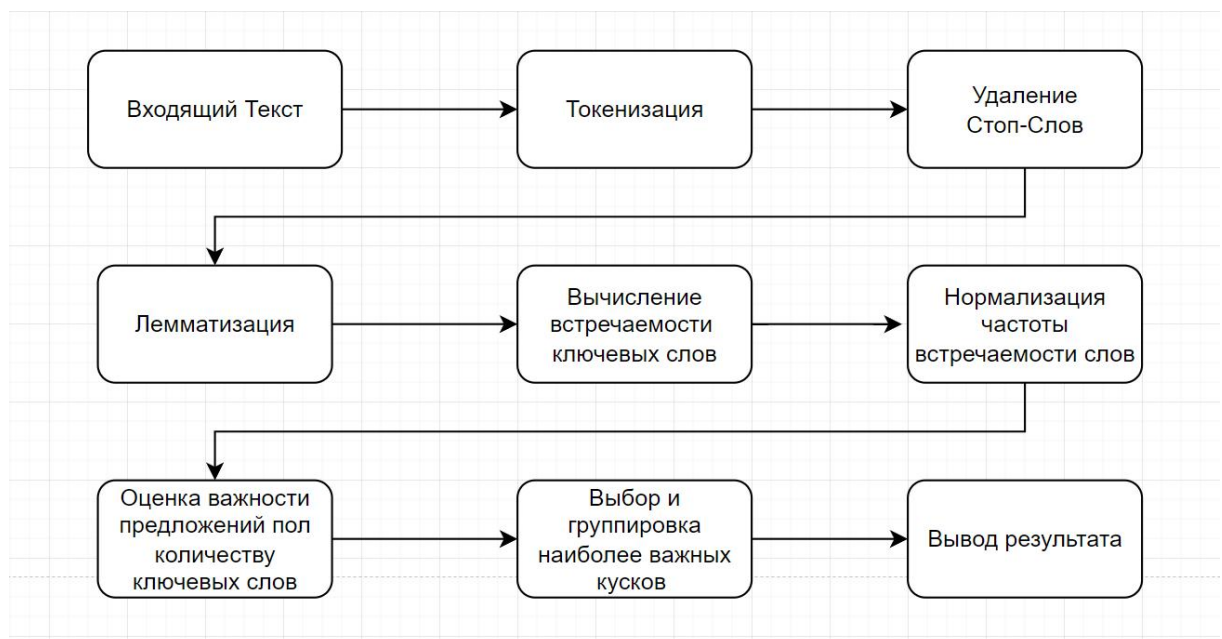 Входящий Текст
Токенизация
Удаление
Стоп-Слов
Лемматизация
Вычисление
встречаемости
ключевых слов
Нормализация
частоты
встречаемости слов
Оценка важности
предложений пол
количеству
ключевых слов
Выбор и
группировка
наиболее важных
кусков
Вывод результата